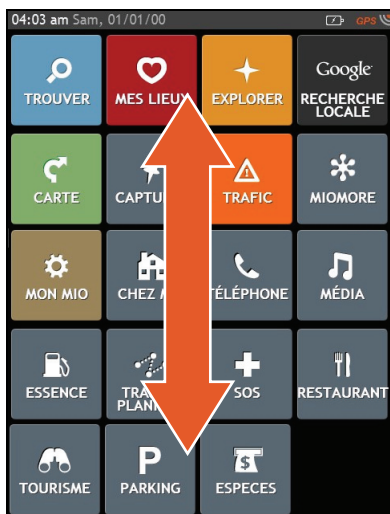 04:03 am Sam, 01/01/00 GPS
TROUVER MES LIEUX EXPLORER Google RECHERCHE
LOCALE
CARTE TRAFIC MIOMORE
MON MIO CHEZ TÉLÉPHONE MÉDIA
ESSENCE SOS RESTAURANT
TOURISME P PARKING $ ESPECES